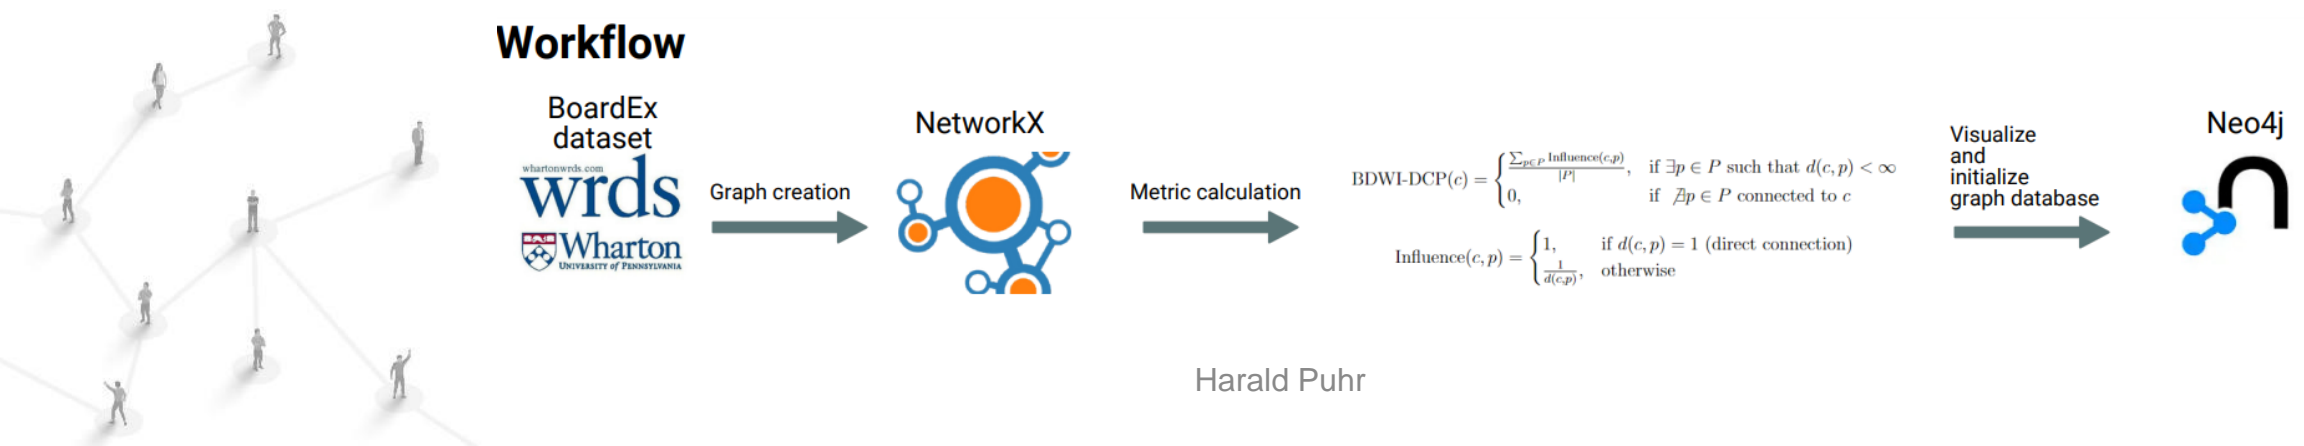 Workflow
BoardEx
dataset
whartonwrds.com
wrds
Wharton
UNIVERSITY of PENNSYLVANIA
Graph creation
NetworkX
Metric calculation
BDWI-DCP(c) = { ∑p∈P Influence(c,p) / |P|, if ∃p ∈ P such that d(c, p) < ∞
0, if ∄p ∈ P connected to c
Influence(c, p) = { 1, if d(c, p) = 1 (direct connection)
1 / d(c,p), otherwise
Visualize
and
initialize
graph database
Neo4j
Harald Puhr